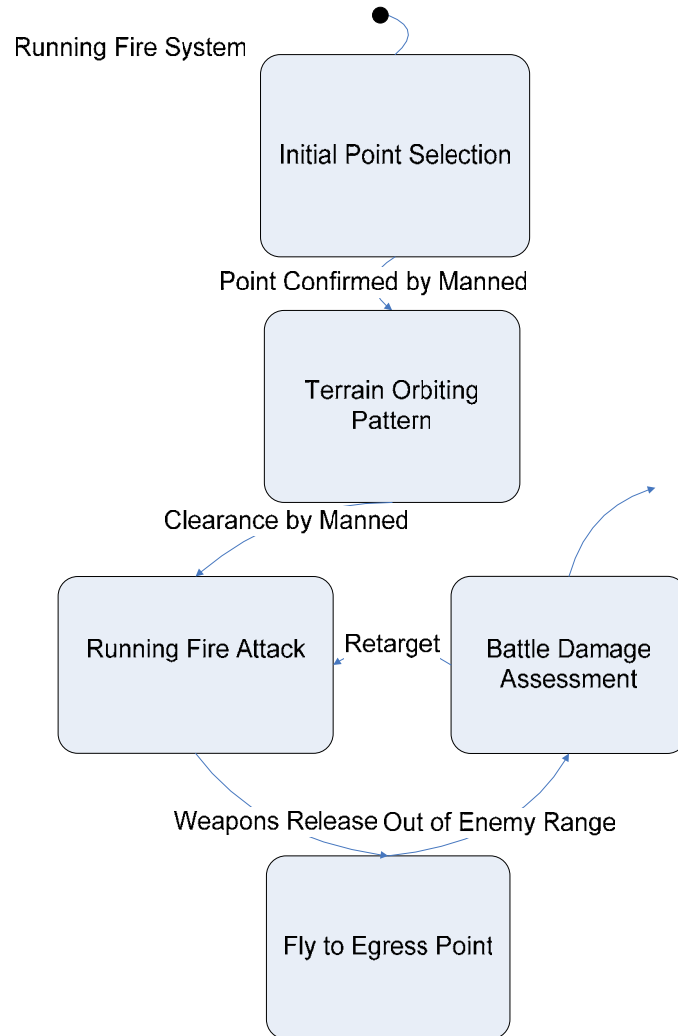 Running Fire System
Initial Point Selection
Point Confirmed by Manned
Terrain Orbiting
Pattern
Clearance by Manned
Running Fire Attack
Retarget
Battle Damage
Assessment
Weapons Release
Out of Enemy Range
Fly to Egress Point